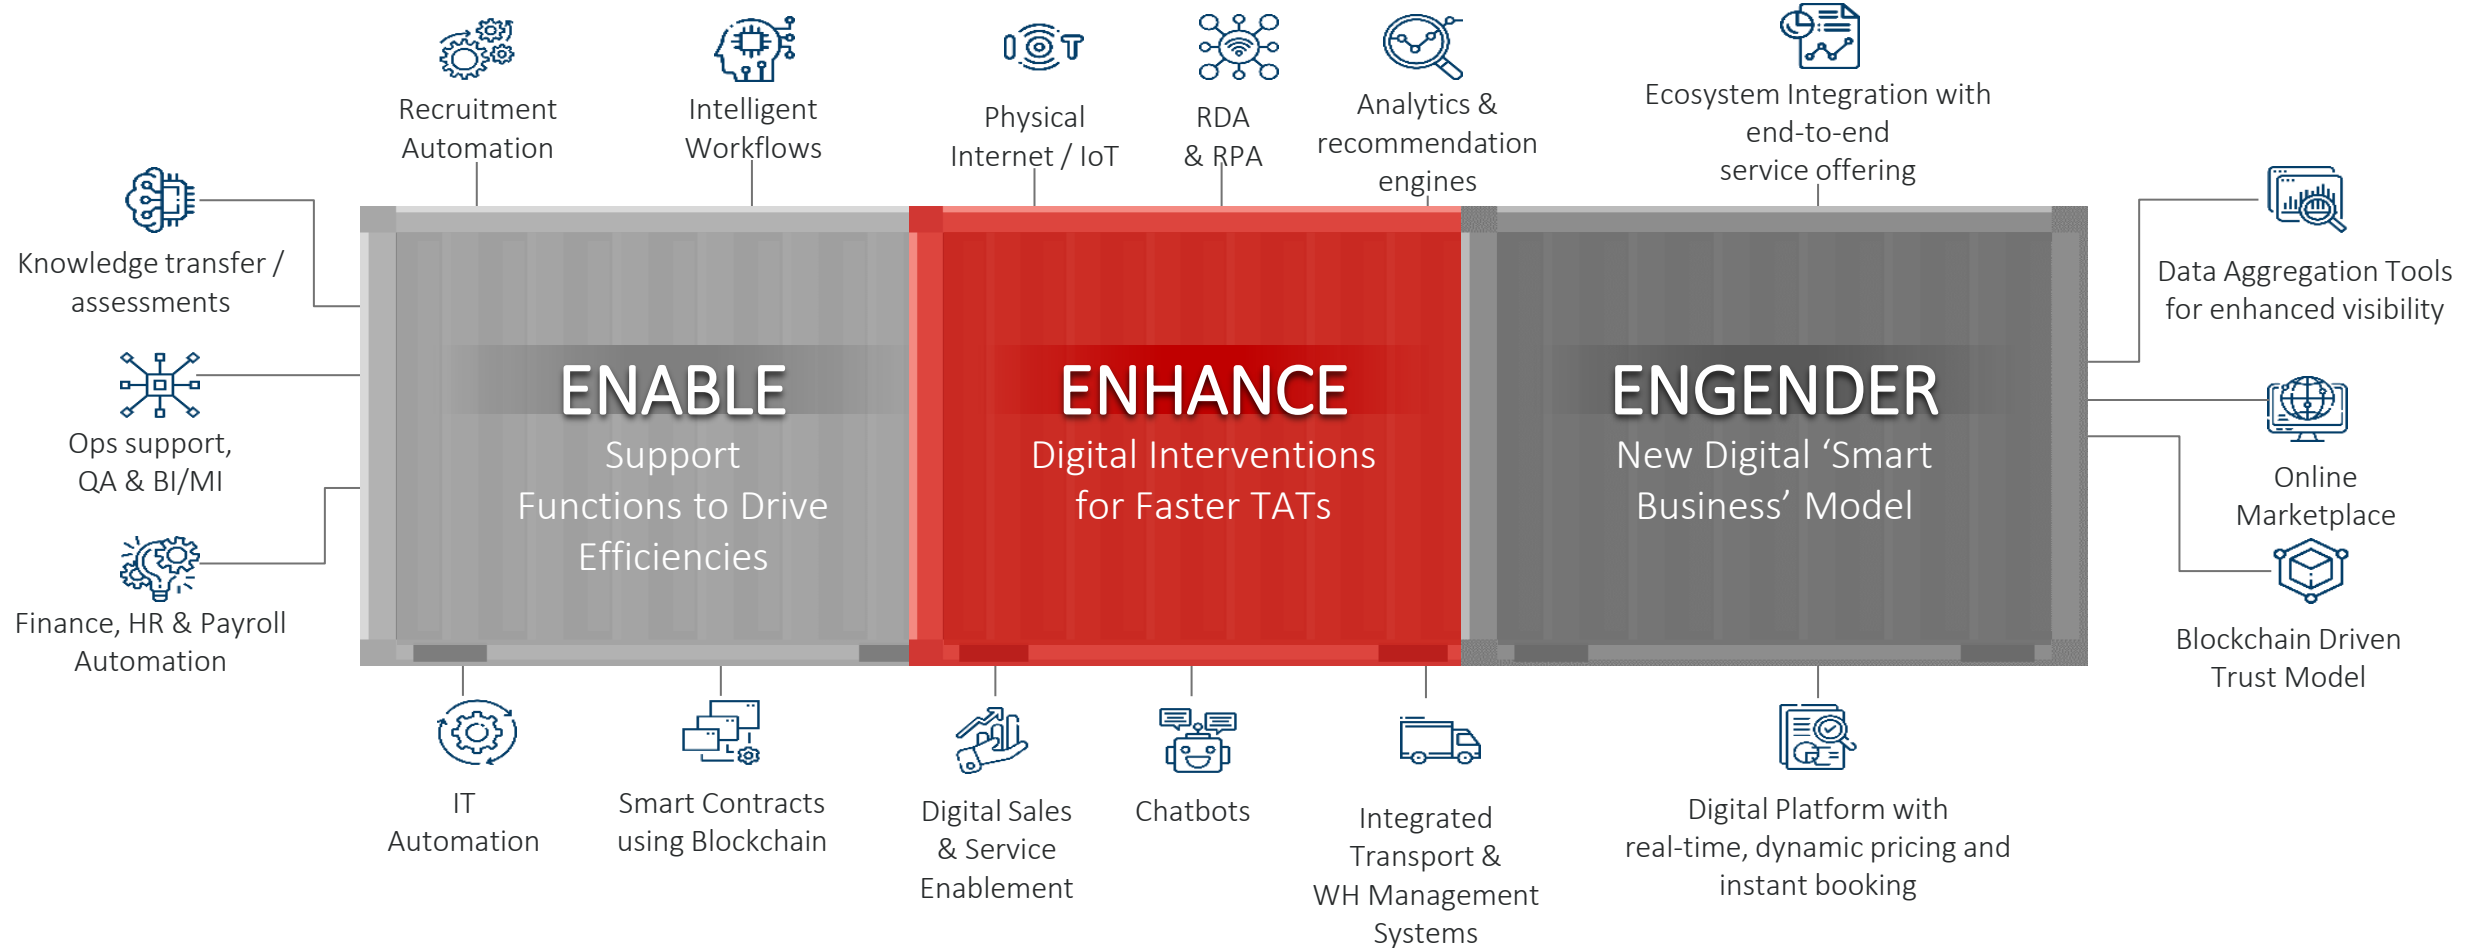 Recruitment
Automation
Intelligent
Workflows
IOT
Physical
Internet / IoT
RDA
& RPA
Analytics &
recommendation
engines
Ecosystem Integration with
end-to-end
service offering
Knowledge transfer /
assessments
Ops support,
QA & BI/MI
Finance, HR & Payroll
Automation
ENABLE
Support
Functions to Drive
Efficiencies
ENHANCE
Digital Interventions
for Faster TATs
ENGENDER
New Digital ‘Smart
Business’ Model
Data Aggregation Tools
for enhanced visibility
Online
Marketplace
Blockchain Driven
Trust Model
IT
Automation
Smart Contracts
using Blockchain
Digital Sales
& Service
Enablement
Chatbots
Integrated
Transport &
WH Management
Systems
Digital Platform with
real-time, dynamic pricing and
instant booking